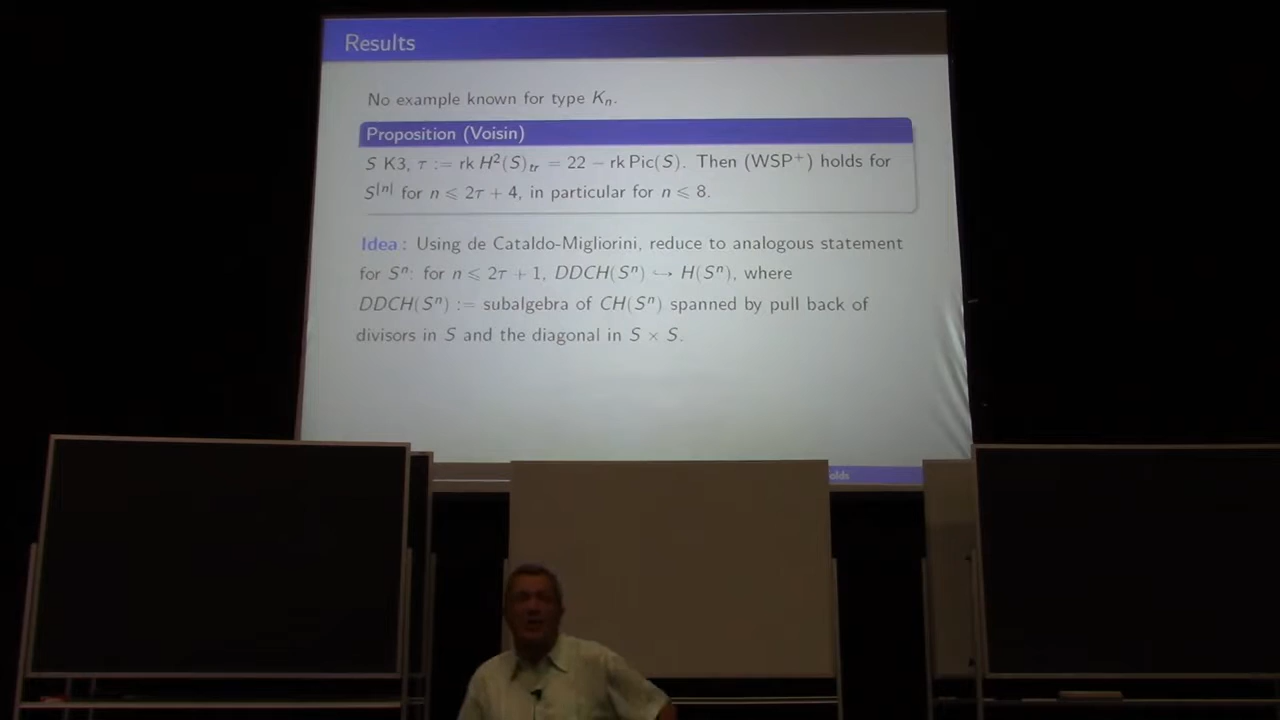 Results
No example known for type Kₙ.
Proposition (Voisin)
S K3, τ := rk H²(S)ₜᵣ = 22 − rk Pic(S). Then (WSP⁺) holds for
S^[n] for n ⩽ 2τ + 4, in particular for n ⩽ 8.
Idea : Using de Cataldo-Migliorini, reduce to analogous statement
for Sⁿ: for n ⩽ 2τ + 1, DDCH(Sⁿ) ↪ H(Sⁿ), where
DDCH(Sⁿ) := subalgebra of CH(Sⁿ) spanned by pull back of
divisors in S and the diagonal in S × S.
olds